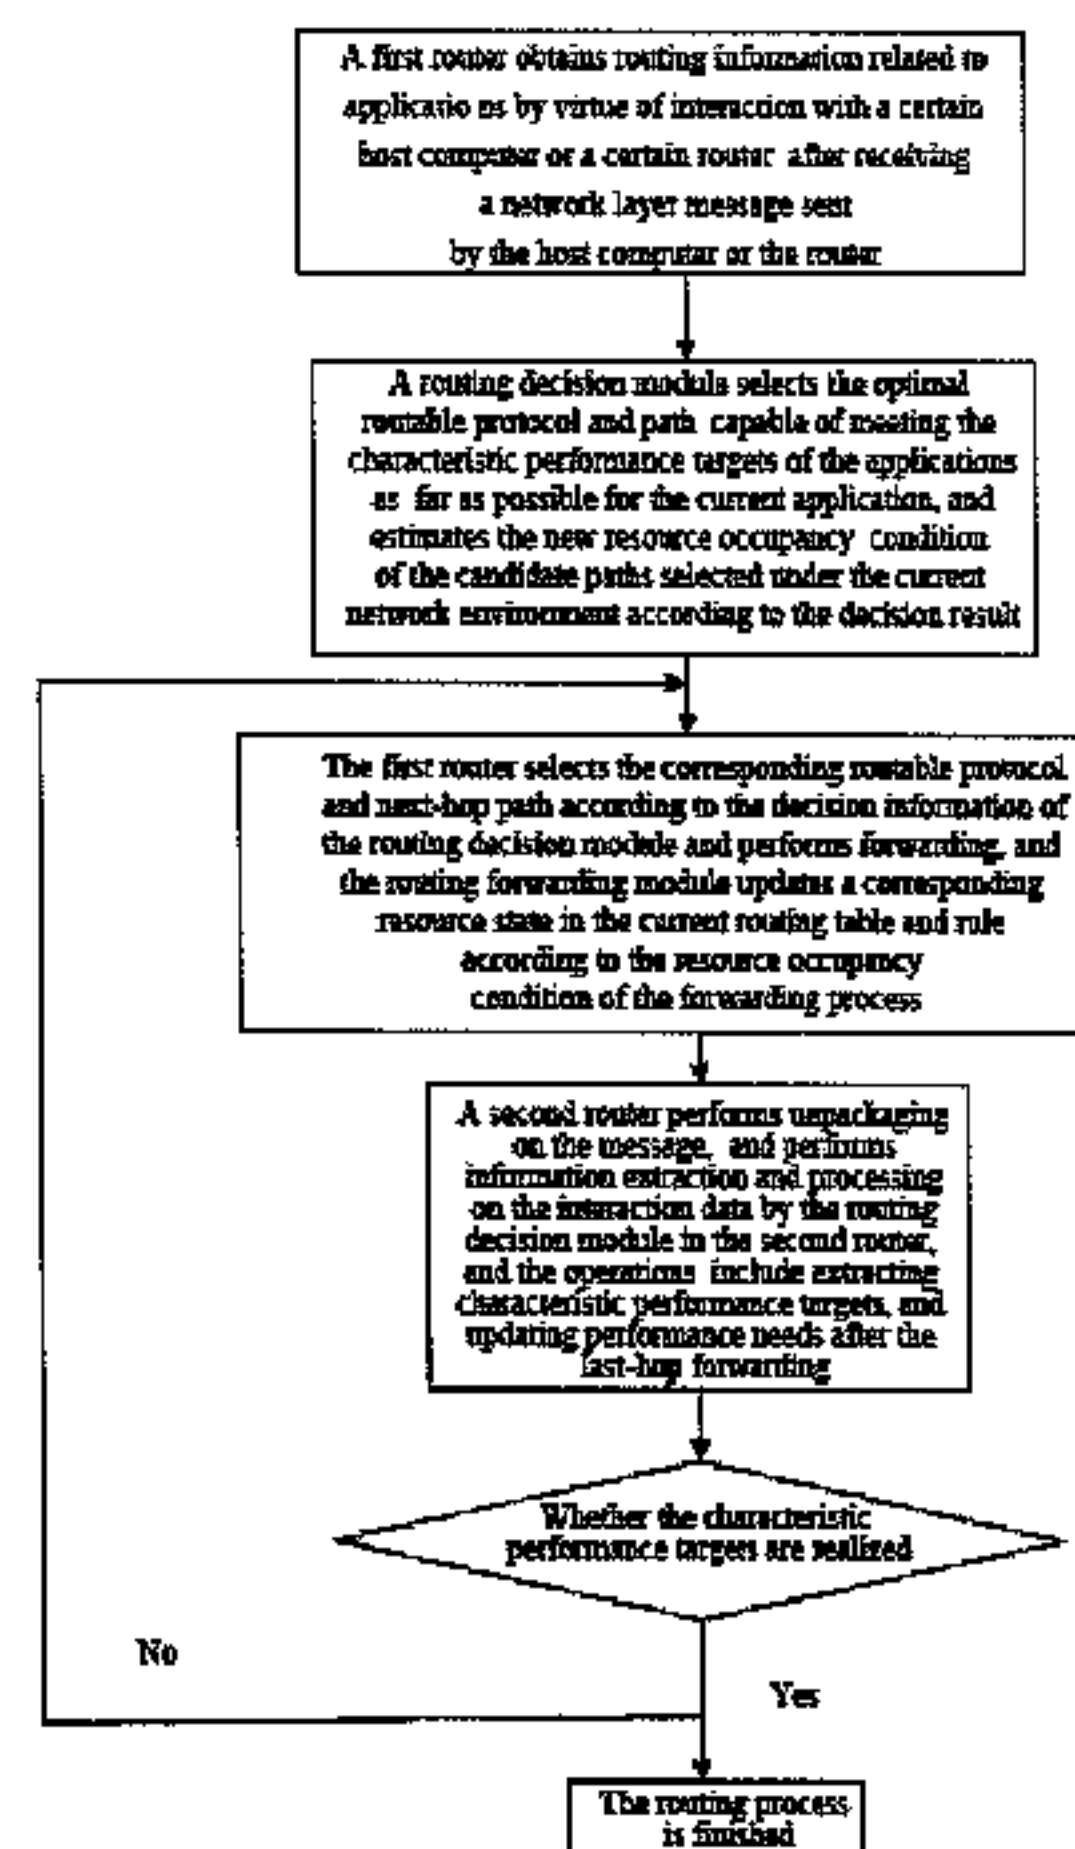 A first router obtains routing information related to
applicatio ns by virtue of interaction with a certain
host computer or a certain router after receiving
a network layer message sent
by the host computer or the router
A routing decision module selects the optimal
routable protocol and path capable of meeting the
characteristic performance targets of the applications
as far as possible for the current application, and
estimates the new resource occupancy condition
of the candidate paths selected under the current
network environment according to the decision result
The first router selects the corresponding routable protocol
and next-hop path according to the decision information of
the routing decision module and performs forwarding, and
the routing forwarding module updates a corresponding
resource state in the current routing table and rule
according to the resource occupancy
condition of the forwarding process
A second router performs unpackaging
on the message, and performs
information extraction and processing
on the interaction data by the routing
decision module in the second router,
and the operations include extracting
characteristic performance targets, and
updating performance needs after the
last-hop forwarding
Whether the characteristic
performance targets are realized
No
Yes
The routing process
is finished